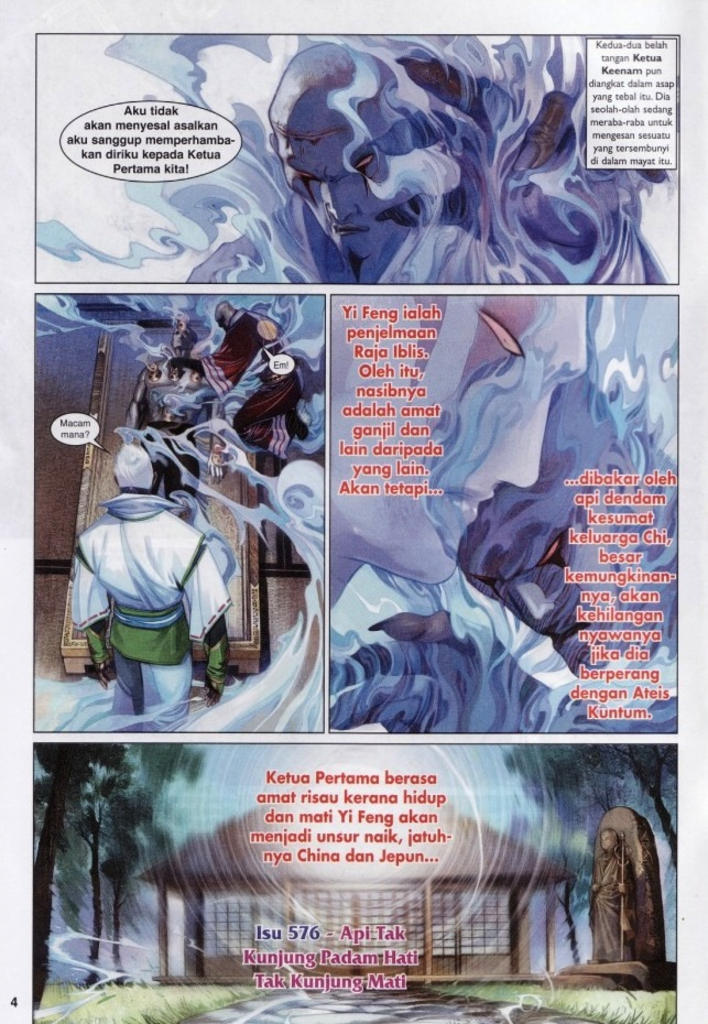 Kedua-dua belah
tangan Ketua
Keenam pun
diangkat dalam asap
yang tebal itu. Dia
seolah-olah sedang
meraba-raba untuk
mengesan sesuatu
yang tersembunyi
di dalam mayat itu.
Aku tidak
akan menyesal asalkan
aku sanggup memperhamba-
kan diriku kepada Ketua
Pertama kita!
Em!
Macam
mana?
Yi Feng ialah
penjelmaan
Raja Iblis.
Oleh itu,
nasibnya
adalah amat
ganjil dan
lain daripada
yang lain.
Akan tetapi...
...dibakar oleh
api dendam
kesumat
keluarga Chi,
besar
kemungkinan-
nya, akan
kehilangan
nyawanya
jika dia
berperang
dengan Ateis
Kuntum.
Ketua Pertama berasa
amat risau kerana hidup
dan mati Yi Feng akan
menjadi unsur naik, jatuh-
nya China dan Jepun...
Isu 576 - Api Tak
Kunjung Padam Hati
Tak Kunjung Mati
4